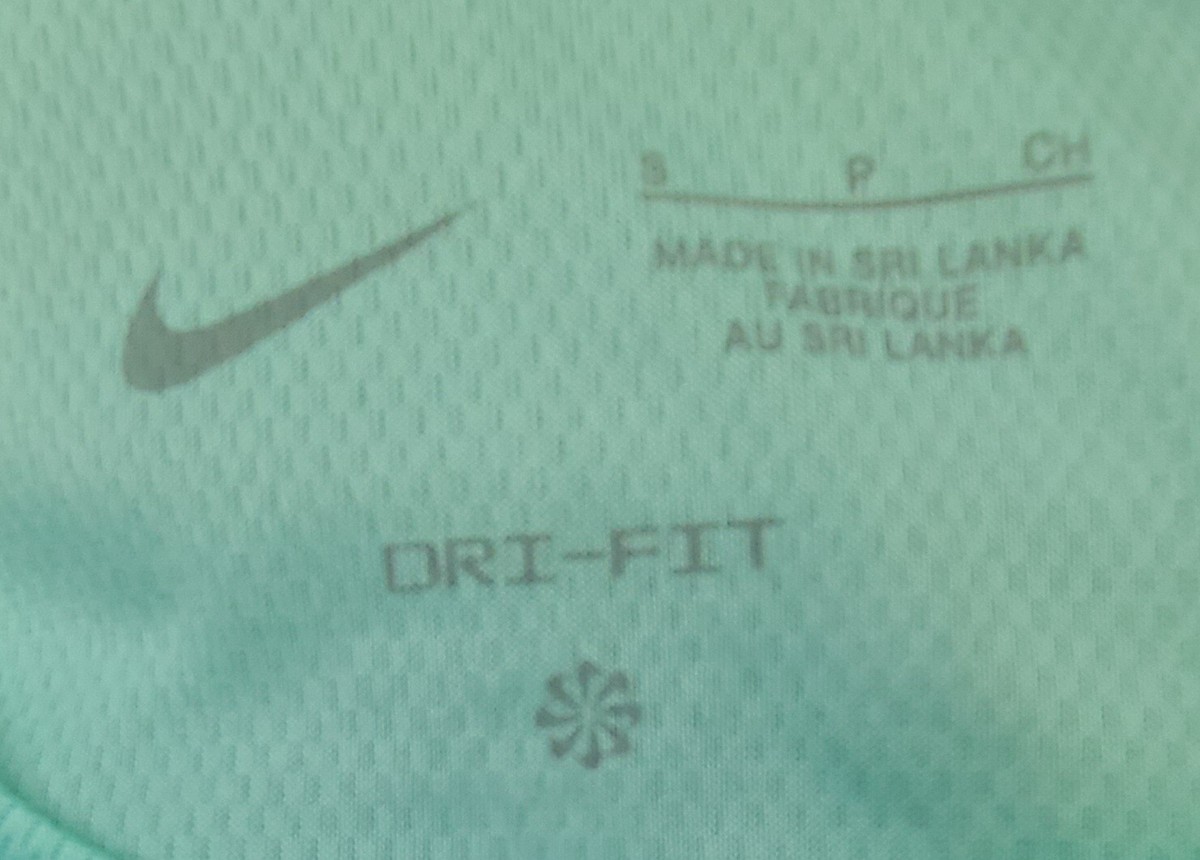 S P CH
MADE IN SRI LANKA
FABRIQUE
AU SRI LANKA
DRI-FIT